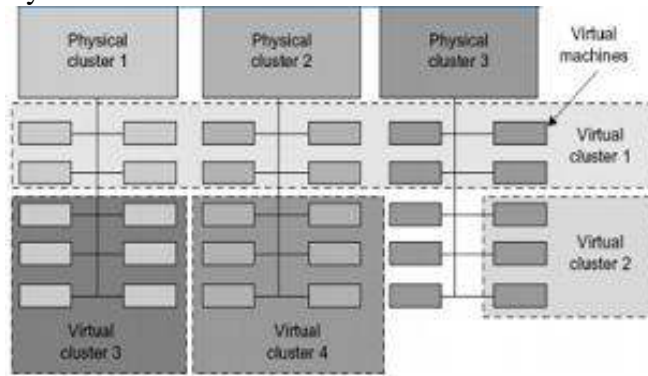 Physical
cluster 1
Physical
cluster 2
Physical
cluster 3
Virtual
machines
Virtual
cluster 1
Virtual
cluster 2
Virtual
cluster 3
Virtual
cluster 4